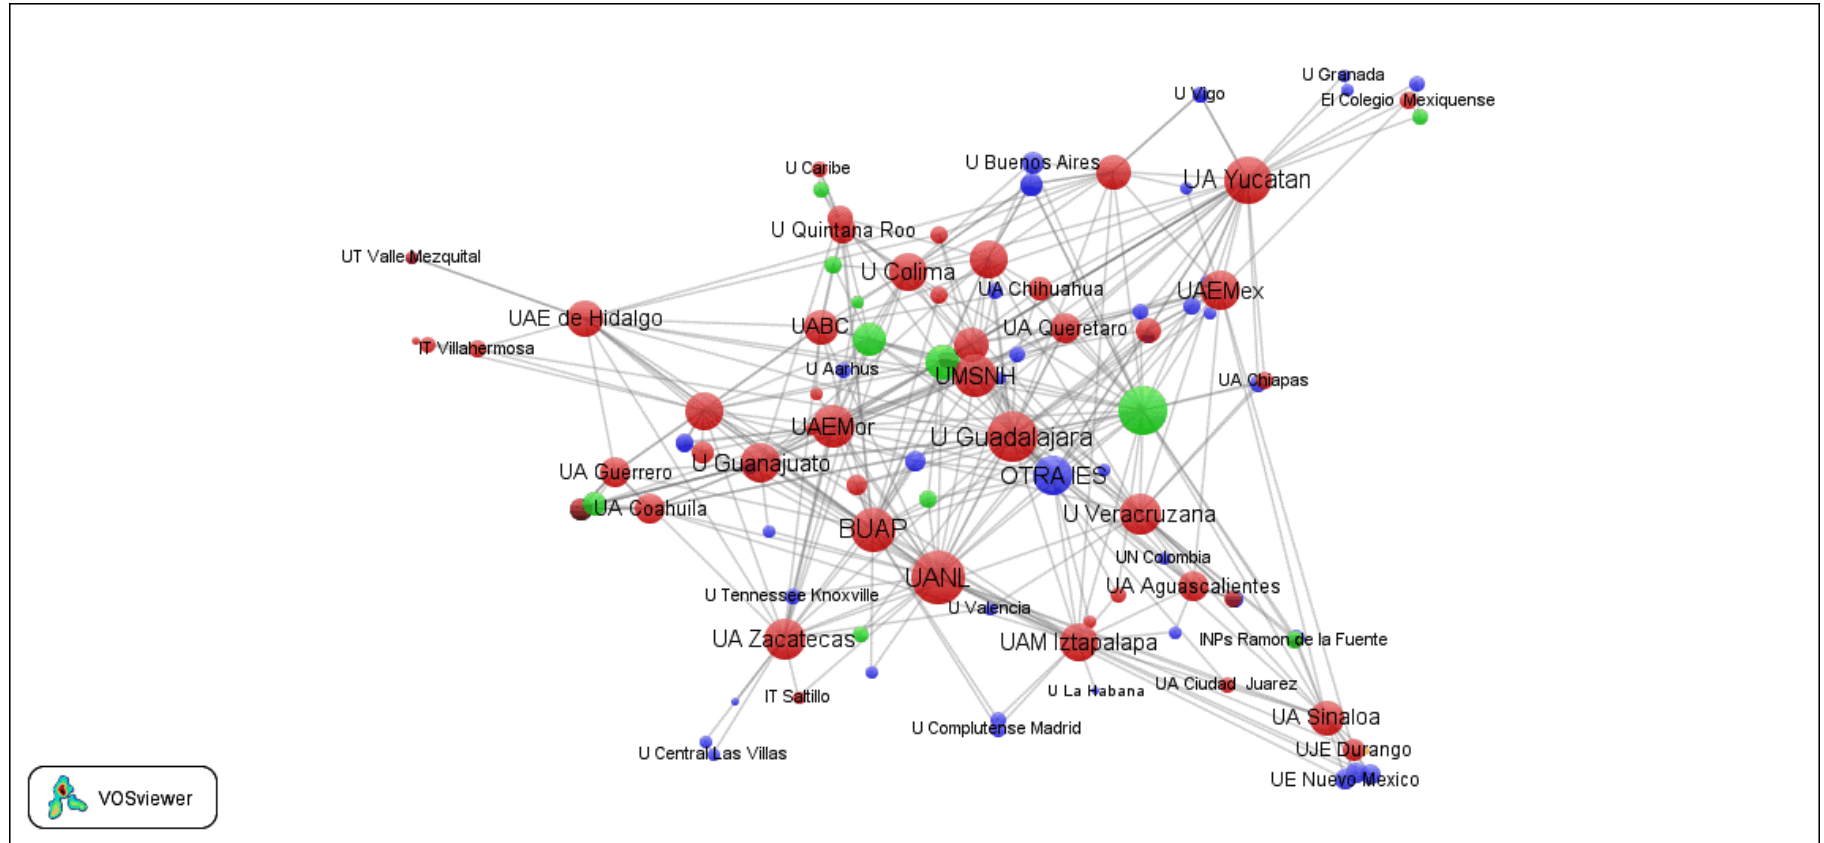 U Granada
U Vigo
El Colegio Mexiquense
U Buenos Aires
U Caribe
UA Yucatan
U Quintana Roo
UT Valle Mezquital
U Colima
UA Chihuahua
UAEMex
UAE de Hidalgo
UABC
UA Queretaro
IT Villahermosa
U Aarhus
UMSNH
UA Chiapas
UAEMor
U Guadalajara
U Guanajuato
UA Guerrero
OTRA IES
UA Coahuila
U Veracruzana
BUAP
UN Colombia
UANL
UA Aguascalientes
U Tennessee Knoxville
U Valencia
UA Zacatecas
UAM Iztapalapa
INPs Ramon de la Fuente
UA Ciudad Juarez
U La Habana
IT Saltillo
UA Sinaloa
U Complutense Madrid
UJE Durango
U Central Las Villas
UE Nuevo Mexico
VOSviewer